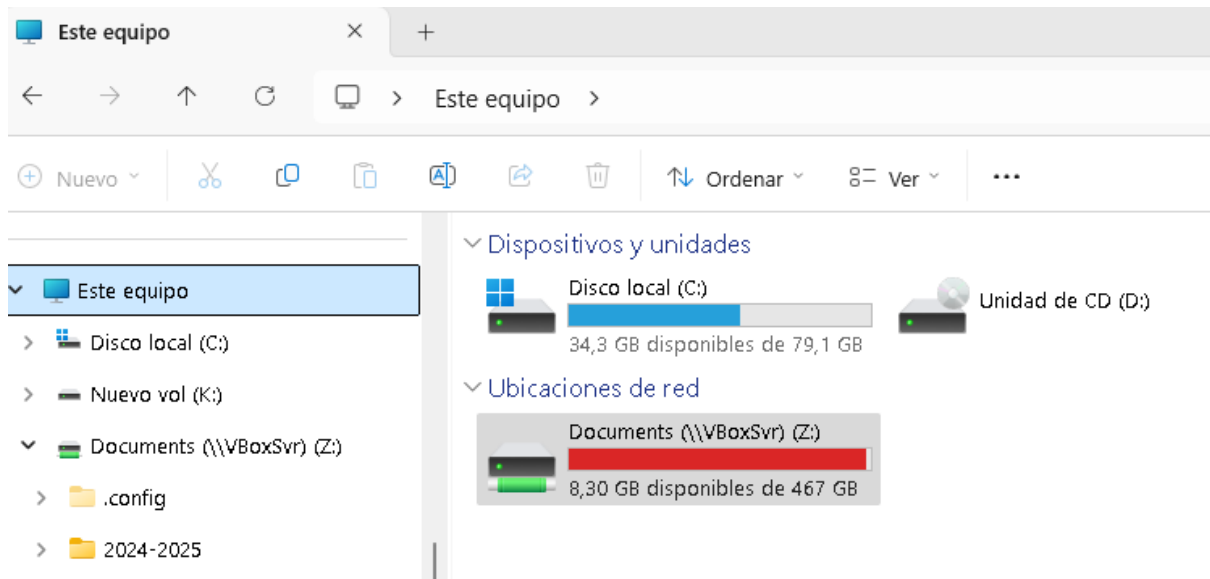 Este equipo
Este equipo
Nuevo
Ordenar
Ver
Este equipo
Disco local (C:)
Nuevo vol (K:)
Documents (\\VBoxSvr) (Z:)
.config
2024-2025
Dispositivos y unidades
Disco local (C:)
34,3 GB disponibles de 79,1 GB
Unidad de CD (D:)
Ubicaciones de red
Documents (\\VBoxSvr) (Z:)
8,30 GB disponibles de 467 GB